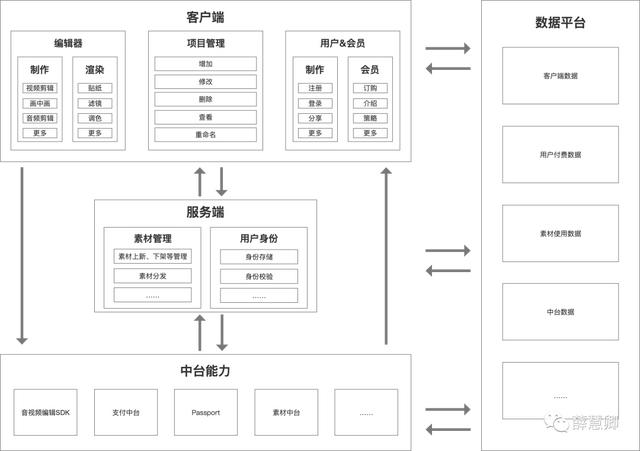 客户端
编辑器
制作
视频剪辑
画中画
音频剪辑
更多
渲染
贴纸
滤镜
调色
更多
项目管理
增加
修改
删除
查看
重命名
用户&会员
制作
注册
登录
分享
更多
会员
订购
介绍
策略
更多
服务端
素材管理
素材上新、下架等管理
素材分发
......
用户身份
身份存储
身份校验
......
中台能力
音视频编辑SDK
支付中台
Passport
素材中台
......
数据平台
客户端数据
用户付费数据
素材使用数据
中台数据
......
薛慧卿